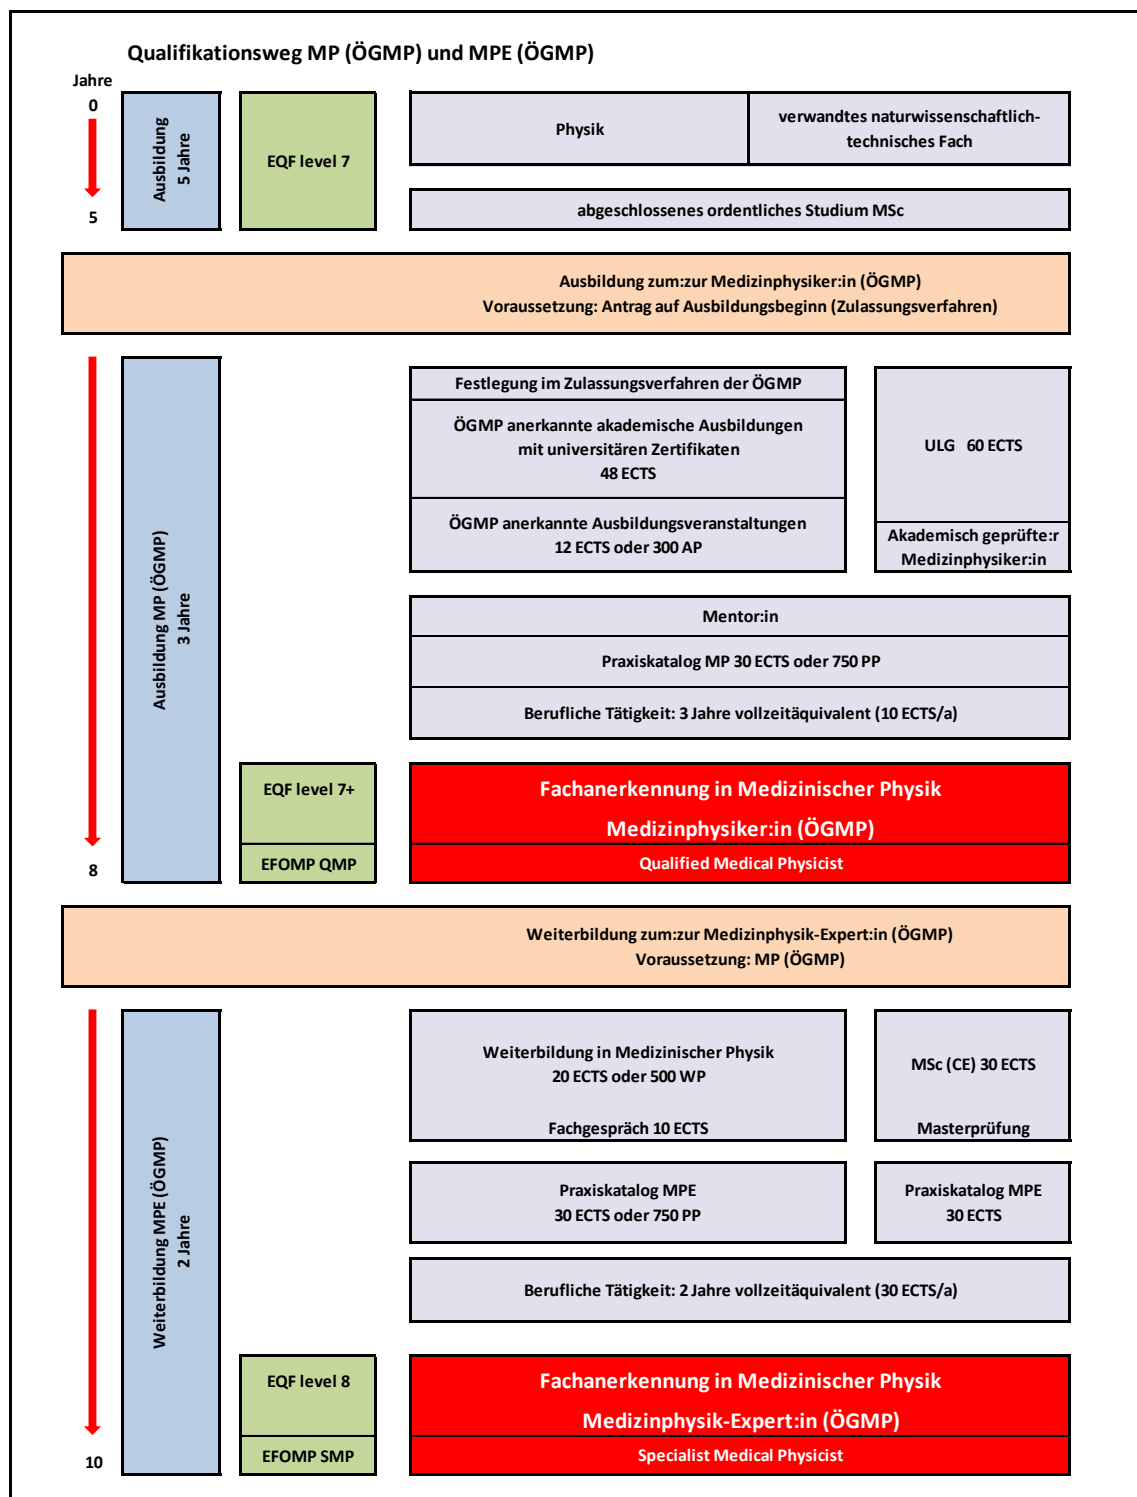 Qualifikationsweg MP (ÖGMP) und MPE (ÖGMP)
Jahre
0
Ausbildung
5 Jahre
EQF level 7
Physik
verwandtes naturwissenschaftlich-
technisches Fach
5
abgeschlossenes ordentliches Studium MSc
Ausbildung zum:zur Medizinphysiker:in (ÖGMP)
Voraussetzung: Antrag auf Ausbildungsbeginn (Zulassungsverfahren)
Ausbildung MP (ÖGMP)
3 Jahre
Festlegung im Zulassungsverfahren der ÖGMP
ÖGMP anerkannte akademische Ausbildungen
mit universitären Zertifikaten
48 ECTS
ÖGMP anerkannte Ausbildungsveranstaltungen
12 ECTS oder 300 AP
ULG 60 ECTS
Akademisch geprüfte:r
Medizinphysiker:in
Mentor:in
Praxiskatalog MP 30 ECTS oder 750 PP
Berufliche Tätigkeit: 3 Jahre vollzeitäquivalent (10 ECTS/a)
EQF level 7+
Fachanerkennung in Medizinischer Physik
Medizinphysiker:in (ÖGMP)
8
EFOMP QMP
Qualified Medical Physicist
Weiterbildung zum:zur Medizinphysik-Expert:in (ÖGMP)
Voraussetzung: MP (ÖGMP)
Weiterbildung MPE (ÖGMP)
2 Jahre
Weiterbildung in Medizinischer Physik
20 ECTS oder 500 WP
Fachgespräch 10 ECTS
MSc (CE) 30 ECTS
Masterprüfung
Praxiskatalog MPE
30 ECTS oder 750 PP
Praxiskatalog MPE
30 ECTS
Berufliche Tätigkeit: 2 Jahre vollzeitäquivalent (30 ECTS/a)
EQF level 8
Fachanerkennung in Medizinischer Physik
Medizinphysik-Expert:in (ÖGMP)
10
EFOMP SMP
Specialist Medical Physicist